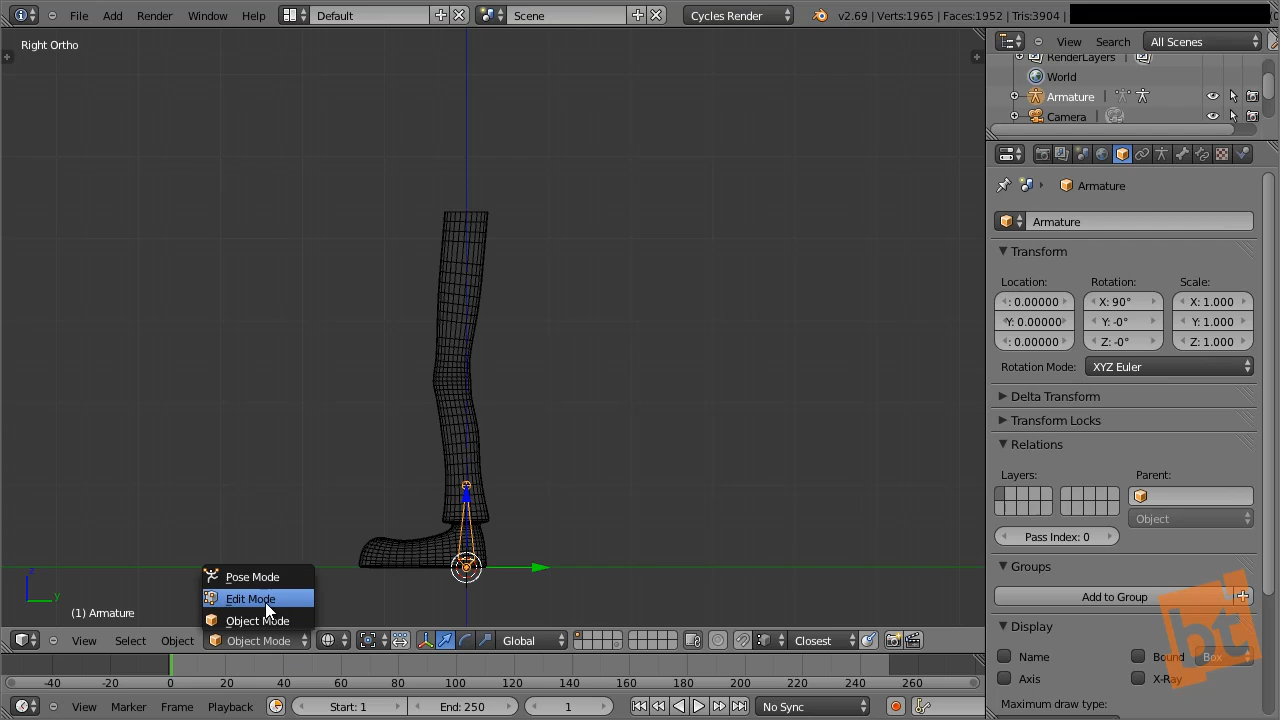 File Add Render Window Help Default Scene Cycles Render v2.69 | Verts:1965 | Faces:1952 | Tris:3904 |
Right Ortho
View Search All Scenes
RenderLayers |
World
Armature |
Camera |
Armature
Armature
Transform
Location: Rotation: Scale:
: 0.00000 X: 90° X: 1.000
Y: 0.00000 Y: -0° Y: 1.000
: 0.00000 Z: -0° Z: 1.000
Rotation Mode: XYZ Euler
Delta Transform
Transform Locks
Relations
Layers: Parent:
Object
Pass Index: 0
Groups
Add to Group
Display
Name Bound Box
Axis X-Ray
Maximum draw type:
Pose Mode
Edit Mode
Object Mode
z
y
(1) Armature
View Select Object Object Mode Global Closest
-40 -20 0 20 40 60 80 100 120 140 160 180 200 220 240 260
View Marker Frame Playback Start: 1 End: 250 1 No Sync
bt